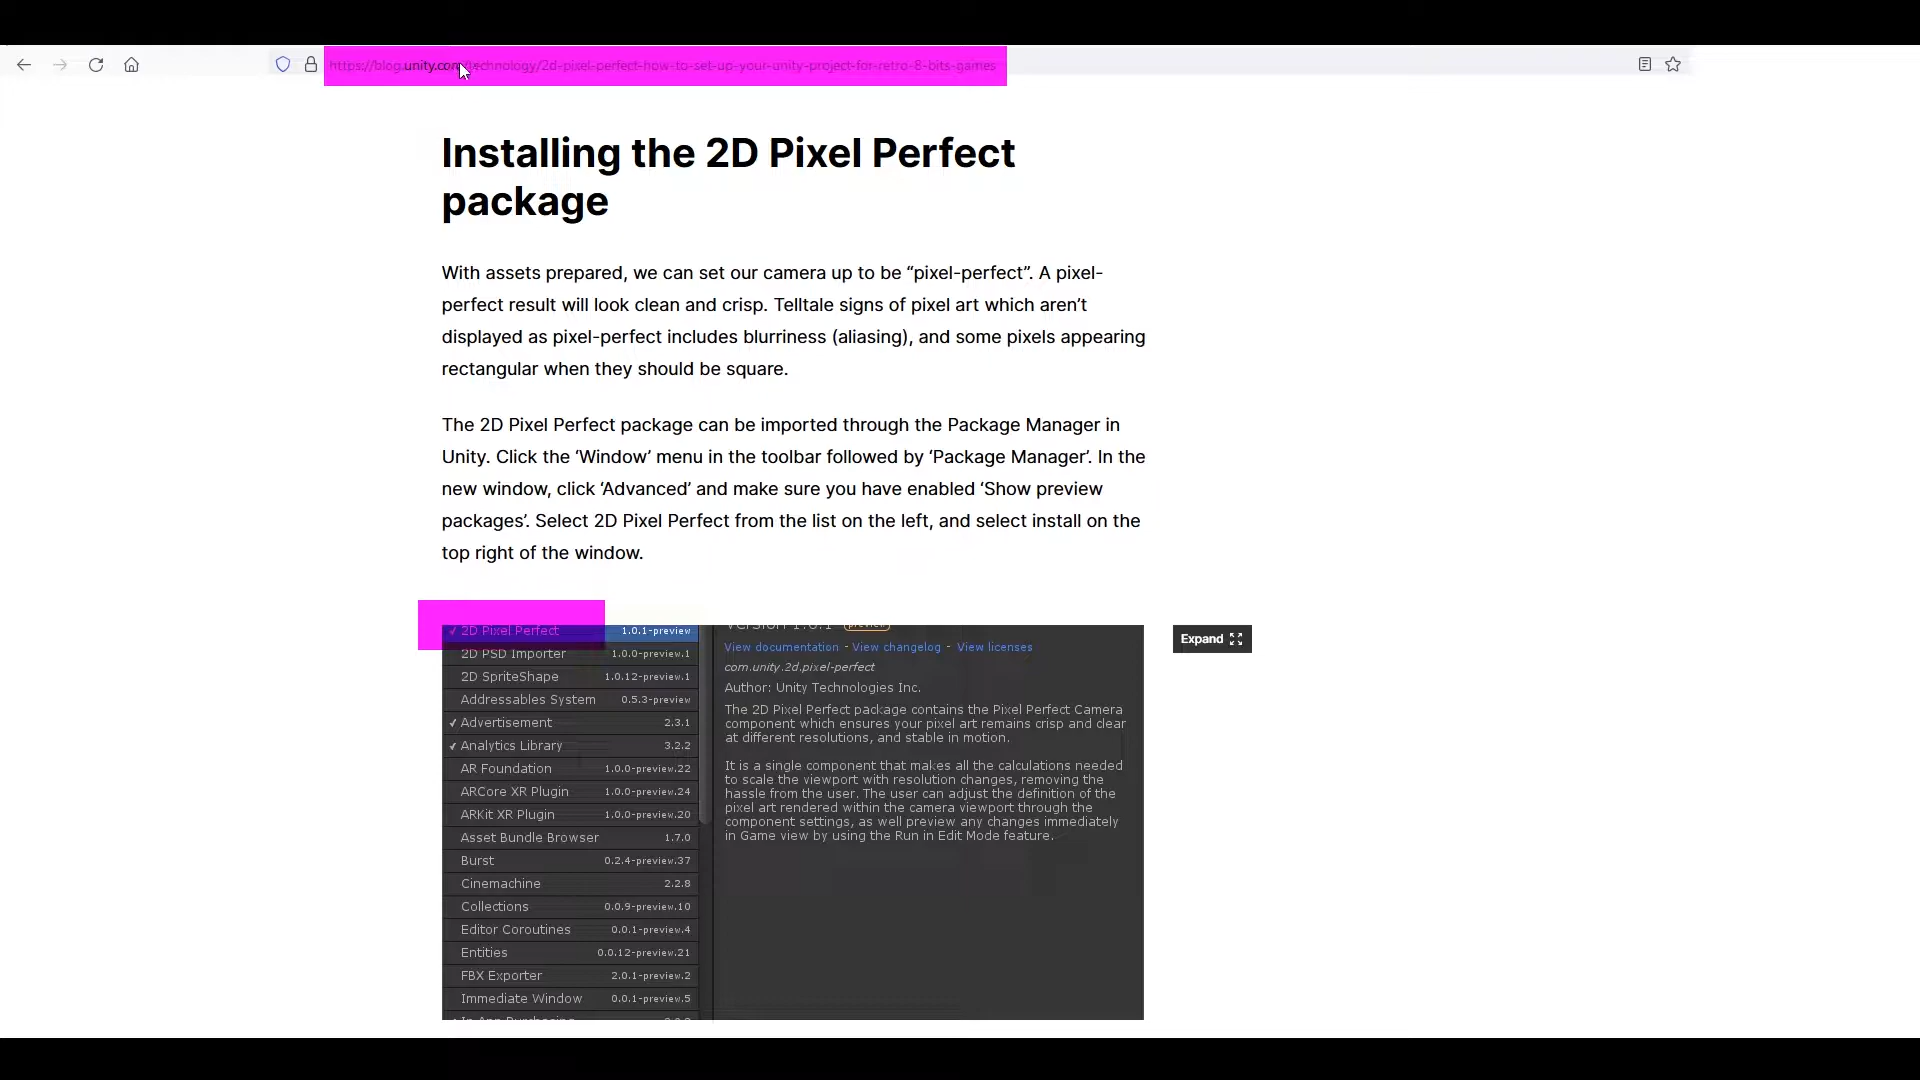 https://blog.unity.com/technology/2d-pixel-perfect-how-to-set-up-your-unity-project-for-retro-8-bits-games
Installing the 2D Pixel Perfect
package
With assets prepared, we can set our camera up to be “pixel-perfect”. A pixel-
perfect result will look clean and crisp. Telltale signs of pixel art which aren’t
displayed as pixel-perfect includes blurriness (aliasing), and some pixels appearing
rectangular when they should be square.
The 2D Pixel Perfect package can be imported through the Package Manager in
Unity. Click the ‘Window’ menu in the toolbar followed by ‘Package Manager’. In the
new window, click ‘Advanced’ and make sure you have enabled ‘Show preview
packages’. Select 2D Pixel Perfect from the list on the left, and select install on the
top right of the window.
✓ 2D Pixel Perfect 1.0.1-preview
2D PSD Importer 1.0.0-preview.1
2D SpriteShape 1.0.12-preview.1
Addressables System 0.5.3-preview
✓ Advertisement 2.3.1
✓ Analytics Library 3.2.2
AR Foundation 1.0.0-preview.22
ARCore XR Plugin 1.0.0-preview.24
ARKit XR Plugin 1.0.0-preview.20
Asset Bundle Browser 1.7.0
Burst 0.2.4-preview.37
Cinemachine 2.2.8
Collections 0.0.9-preview.10
Editor Coroutines 0.0.1-preview.4
Entities 0.0.12-preview.21
FBX Exporter 2.0.1-preview.2
Immediate Window 0.0.1-preview.5
Version 1.0.1 preview
View documentation - View changelog - View licenses
com.unity.2d.pixel-perfect
Author: Unity Technologies Inc.
The 2D Pixel Perfect package contains the Pixel Perfect Camera
component which ensures your pixel art remains crisp and clear
at different resolutions, and stable in motion.
It is a single component that makes all the calculations needed
to scale the viewport with resolution changes, removing the
hassle from the user. The user can adjust the definition of the
pixel art rendered within the camera viewport through the
component settings, as well preview any changes immediately
in Game view by using the Run in Edit Mode feature.
Expand